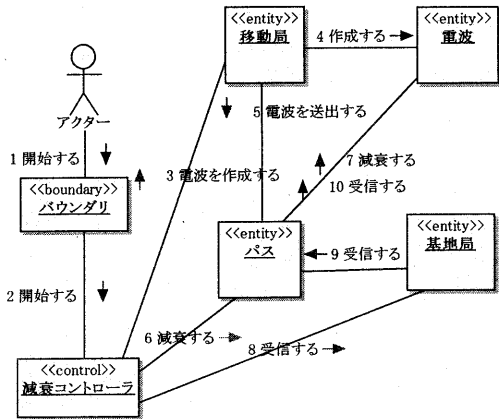 <<entity>>
移動局
4 作成する
<<entity>>
電波
アクター
5 電波を送出する
1 開始する
3 電波を作成する
7 減衰する
10 受信する
<<boundary>>
バウンダリ
<<entity>>
パス
9 受信する
<<entity>>
基地局
2 開始する
6 減衰する
8 受信する
<<control>>
減衰コントローラ